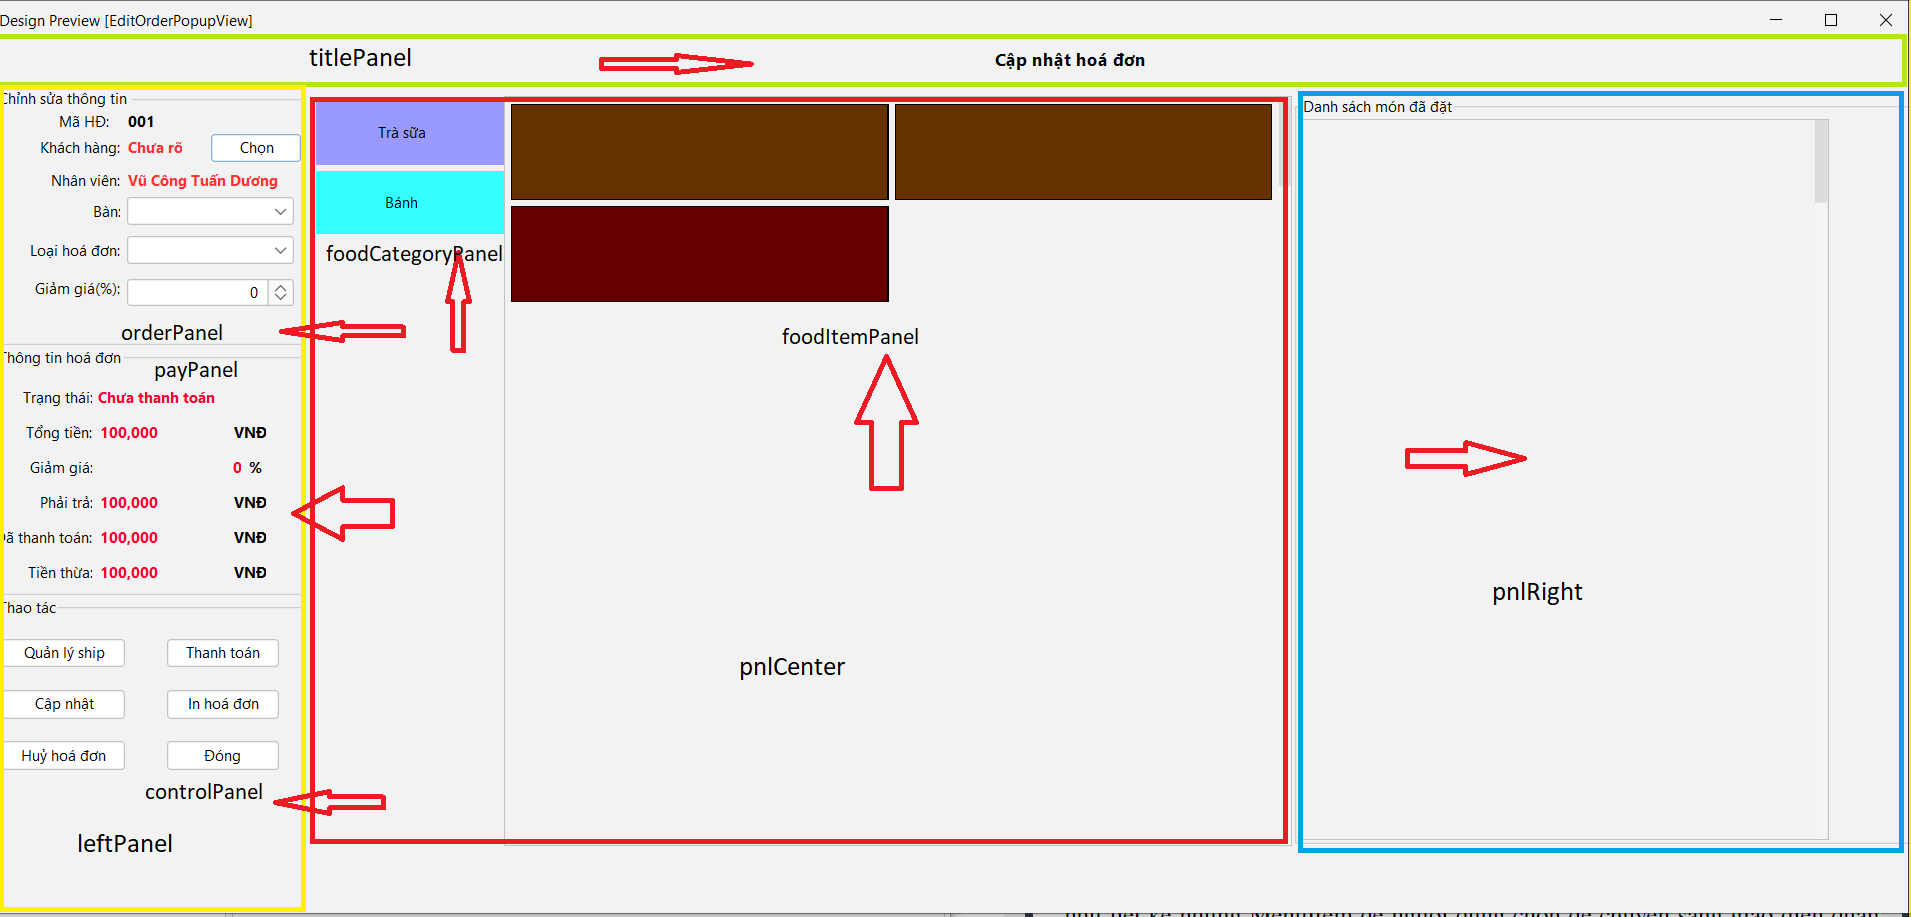 Design Preview [EditOrderPopupView]
titlePanel
Cập nhật hoá đơn
Chỉnh sửa thông tin
Mã HĐ: 001
Khách hàng: Chưa rõ
Chọn
Nhân viên: Vũ Công Tuấn Dương
Bàn:
Loại hoá đơn:
Giảm giá(%): 0
orderPanel
Thông tin hoá đơn
payPanel
Trạng thái: Chưa thanh toán
Tổng tiền: 100,000 VNĐ
Giảm giá: 0 %
Phải trả: 100,000 VNĐ
Đã thanh toán: 100,000 VNĐ
Tiền thừa: 100,000 VNĐ
Thao tác
Quản lý ship
Thanh toán
Cập nhật
In hoá đơn
Huỷ hoá đơn
Đóng
controlPanel
leftPanel
Trà sữa
Bánh
foodCategoryPanel
foodItemPanel
pnlCenter
Danh sách món đã đặt
pnlRight